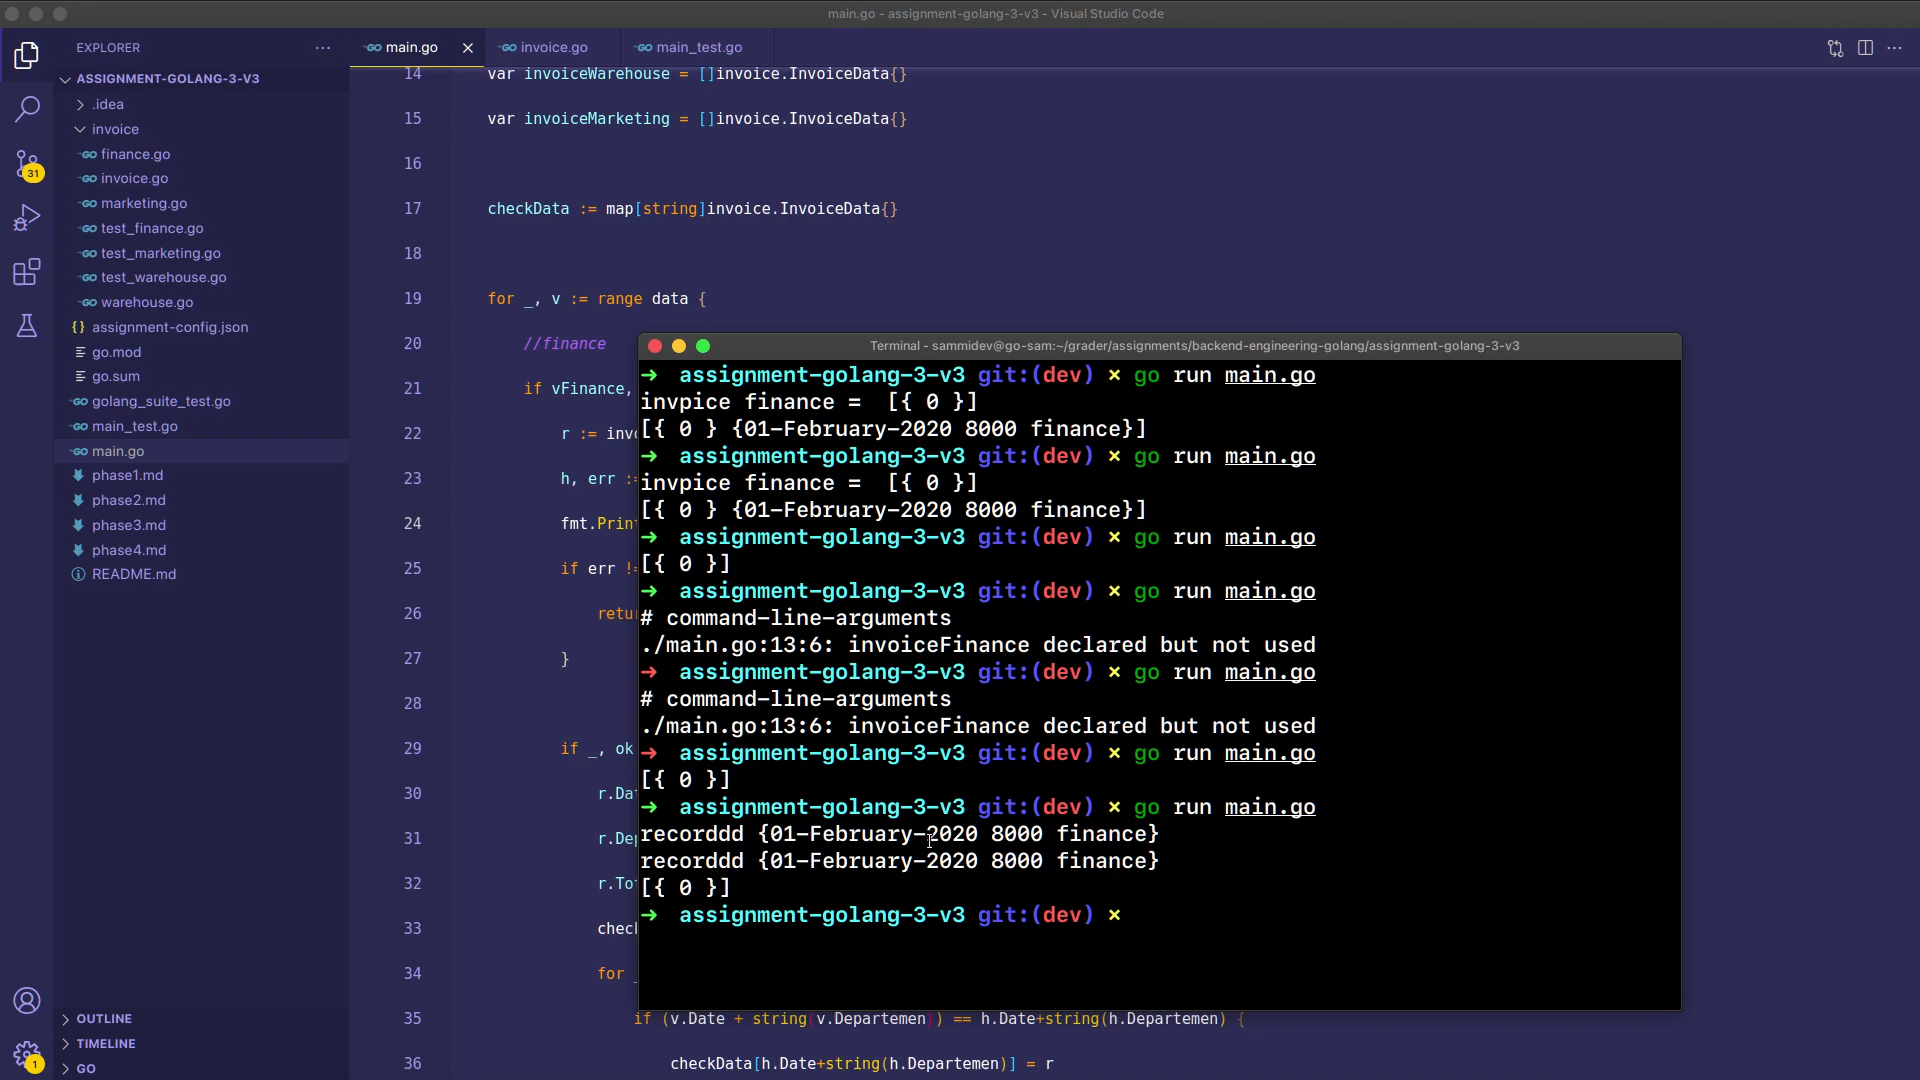 main.go - assignment-golang-3-v3 - Visual Studio Code
EXPLORER
ASSIGNMENT-GOLANG-3-V3
.idea
invoice
finance.go
invoice.go
marketing.go
test_finance.go
test_marketing.go
test_warehouse.go
warehouse.go
assignment-config.json
go.mod
go.sum
golang_suite_test.go
main_test.go
main.go
phase1.md
phase2.md
phase3.md
phase4.md
README.md
OUTLINE
TIMELINE
GO
31
1
main.go
invoice.go
main_test.go
14 var invoiceWarehouse = []invoice.InvoiceData{}
15 var invoiceMarketing = []invoice.InvoiceData{}
16
17 checkData := map[string]invoice.InvoiceData{}
18
19 for _, v := range data {
20 //finance
21 if vFinance,
22 r :=
23 h, err :
24
25 if err !=
26
27 }
28
29 if _, ok
30
31
32
33
34 for _
35 if (v.Date + string(v.Departemen)) == h.Date+string(h.Departemen) {
36 checkData[h.Date+string(h.Departemen)] = r
Terminal - sammidev@go-sam:~/grader/assignments/backend-engineering-golang/assignment-golang-3-v3
➜ assignment-golang-3-v3 git:(dev) × go run main.go
invpice finance = [{ 0 }]
[{ 0 } {01-February-2020 8000 finance}]
➜ assignment-golang-3-v3 git:(dev) × go run main.go
invpice finance = [{ 0 }]
[{ 0 } {01-February-2020 8000 finance}]
➜ assignment-golang-3-v3 git:(dev) × go run main.go
[{ 0 }]
➜ assignment-golang-3-v3 git:(dev) × go run main.go
# command-line-arguments
./main.go:13:6: invoiceFinance declared but not used
➜ assignment-golang-3-v3 git:(dev) × go run main.go
# command-line-arguments
./main.go:13:6: invoiceFinance declared but not used
➜ assignment-golang-3-v3 git:(dev) × go run main.go
[{ 0 }]
➜ assignment-golang-3-v3 git:(dev) × go run main.go
recorddd {01-February-2020 8000 finance}
recorddd {01-February-2020 8000 finance}
[{ 0 }]
➜ assignment-golang-3-v3 git:(dev) ×